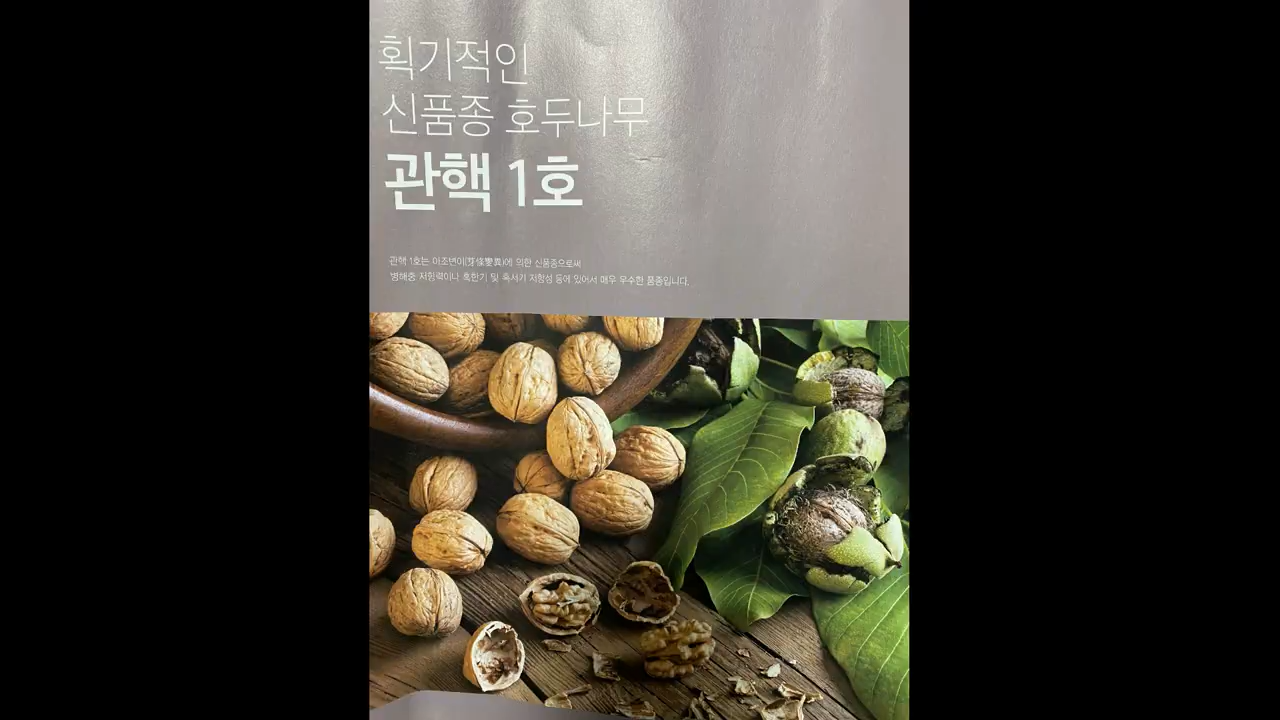 획기적인
신품종 호두나무
관핵 1호
관핵 1호는 아조변이(芽條變異)에 의한 신품종으로써
병해충 저항력이나 혹한기 및 혹서기 저항성 등에 있어서 매우 우수한 품종입니다.